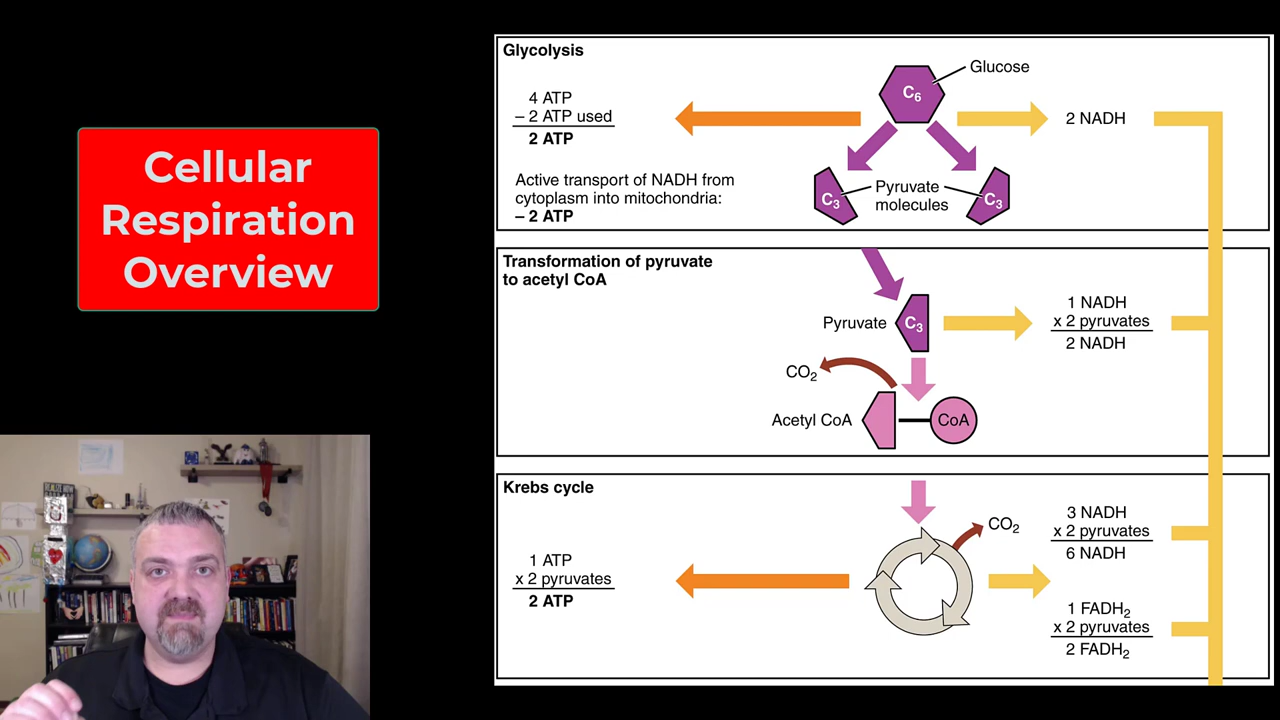 Cellular
Respiration
Overview
Glycolysis
4 ATP
– 2 ATP used
2 ATP
Active transport of NADH from
cytoplasm into mitochondria:
– 2 ATP
C₆
Glucose
2 NADH
C₃
Pyruvate
molecules
C₃
Transformation of pyruvate
to acetyl CoA
Pyruvate
C₃
1 NADH
x 2 pyruvates
2 NADH
CO₂
Acetyl CoA
CoA
Krebs cycle
1 ATP
x 2 pyruvates
2 ATP
CO₂
3 NADH
x 2 pyruvates
6 NADH
1 FADH₂
x 2 pyruvates
2 FADH₂